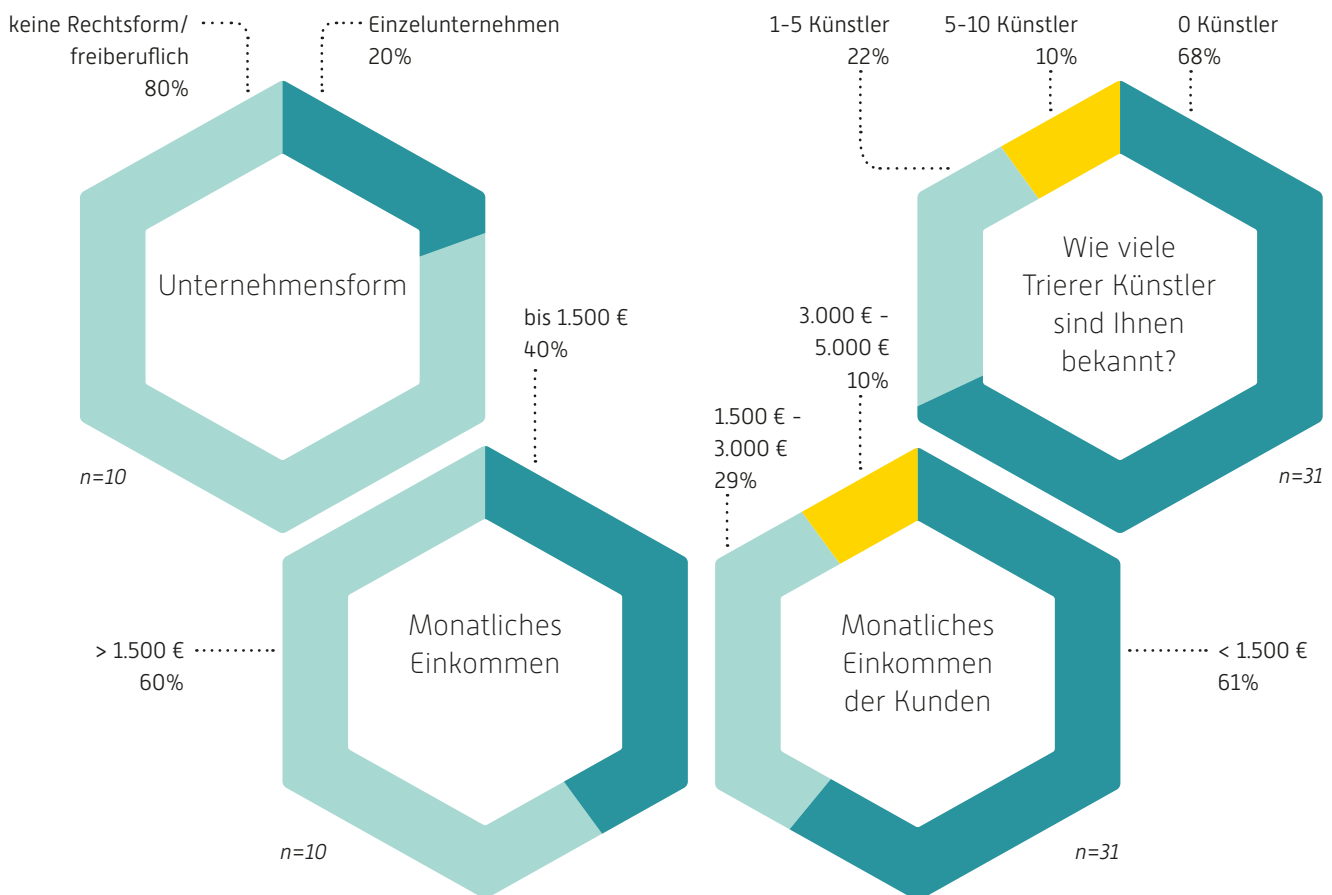 keine Rechtsform/
freiberuflich
80%
Einzelunternehmen
20%
Unternehmensform
n=10
1-5 Künstler
22%
5-10 Künstler
10%
0 Künstler
68%
Wie viele
Trierer Künstler
sind Ihnen
bekannt?
n=31
bis 1.500 €
40%
> 1.500 €
60%
Monatliches
Einkommen
n=10
3.000 € -
5.000 €
10%
1.500 € -
3.000 €
29%
Monatliches
Einkommen
der Kunden
< 1.500 €
61%
n=31